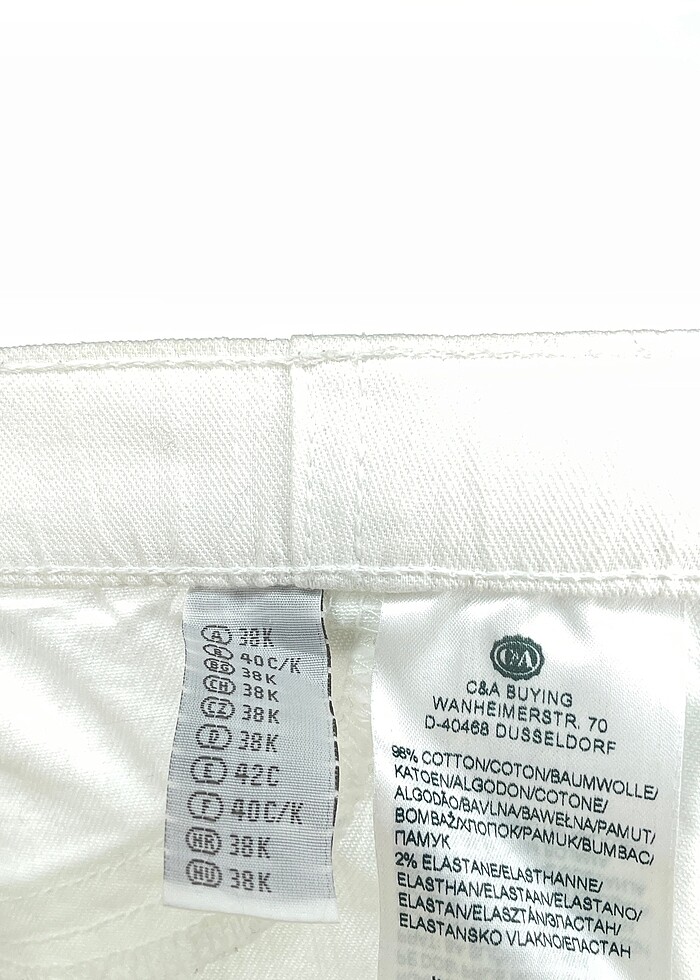 A 38K
B 40C/K
BG 38K
CH 38K
CZ 38K
D 38K
E 42C
F 40C/K
HR 38K
HU 38K
C&A
C&A BUYING
WANHEIMERSTR. 70
D-40468 DUSSELDORF
98% COTTON/COTON/BAUMWOLLE/
KATOEN/ALGODON/COTONE/
ALGODÃO/BAVLNA/BAWEŁNA/PAMUT/
BOMBAŽ/ХЛОПОК/PAMUK/BUMBAC/
ПАМУК
2% ELASTANE/ELASTHANNE/
ELASTHAN/ELASTAAN/ELASTANO/
ELASTAN/ELASZTÁN/ЭЛАСТАН/
ELASTANSKO VLAKNO/ЕЛАСТАН